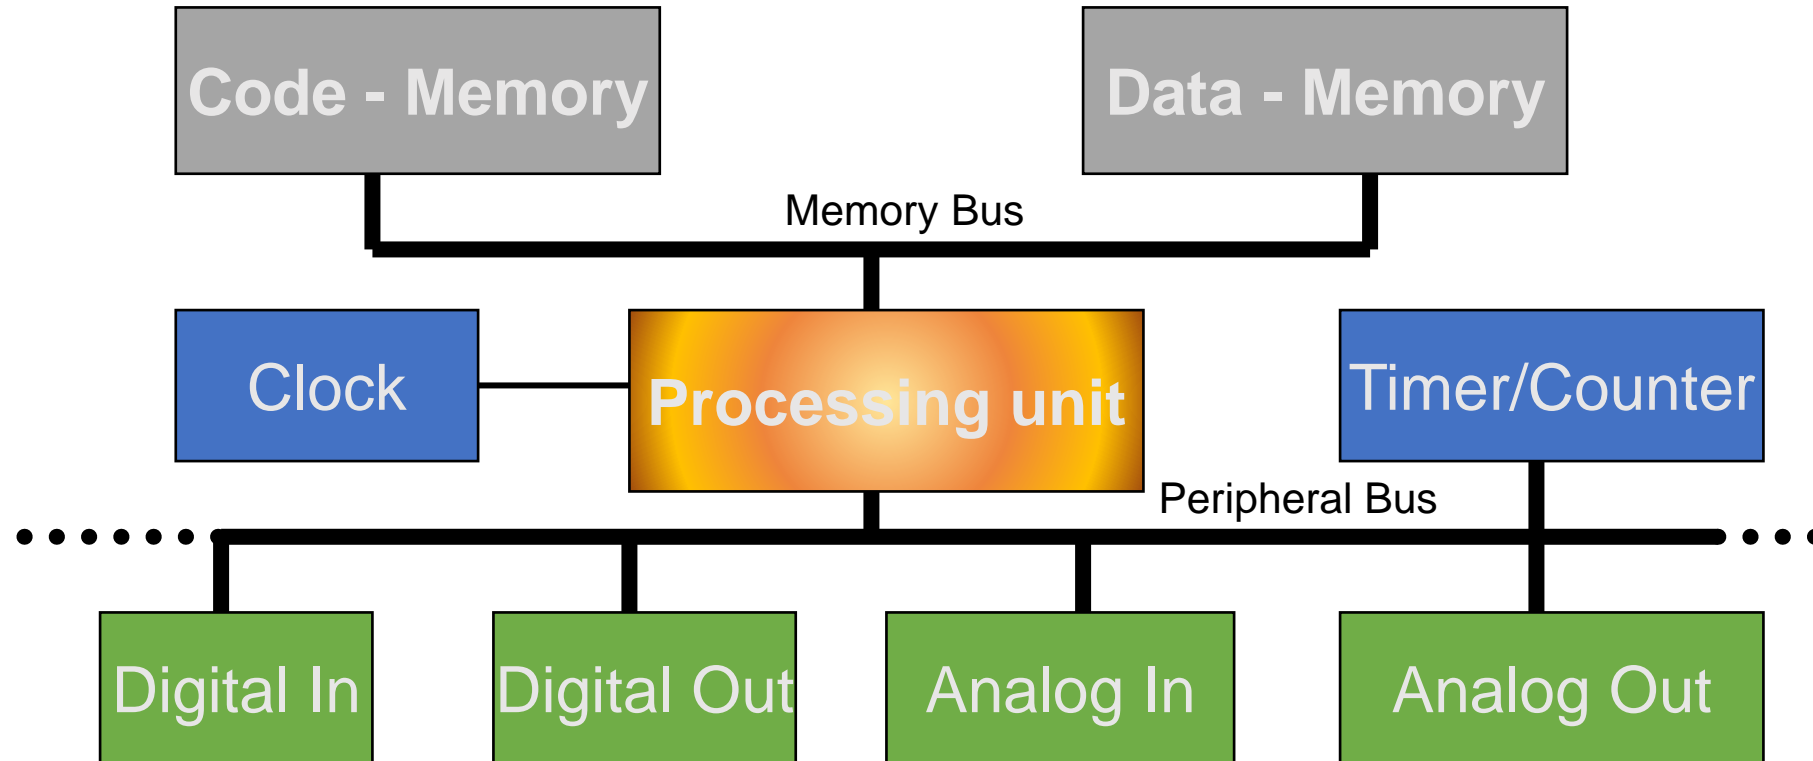 Code - Memory
Data - Memory
Memory Bus
Clock
Processing unit
Timer/Counter
Peripheral Bus
Digital In
Digital Out
Analog In
Analog Out